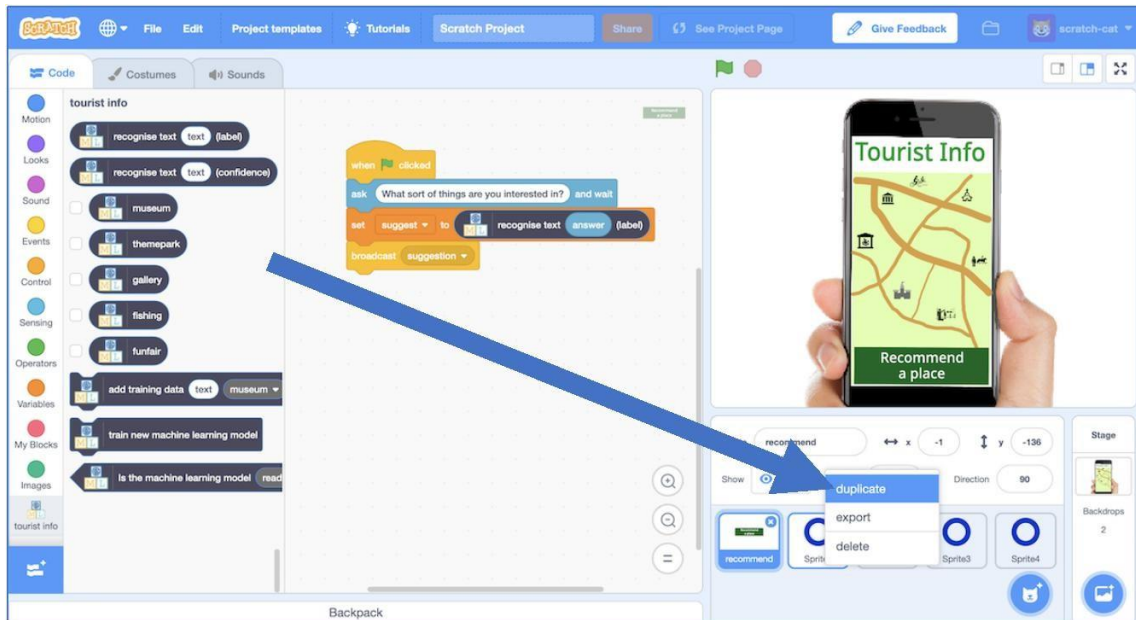 SCRATCH File Edit Project templates Tutorials Scratch Project Share See Project Page Give Feedback scratch-cat
Code Costumes Sounds
Motion
Looks
Sound
Events
Control
Sensing
Operators
Variables
My Blocks
Images
tourist info
tourist info
recognise text text (label)
recognise text text (confidence)
museum
themepark
gallery
fishing
funfair
add training data text museum
train new machine learning model
Is the machine learning model read
when clicked
ask What sort of things are you interested in? and wait
set suggest to recognise text answer (label)
broadcast suggestion
Recommend
a place
Backpack
Tourist Info
Recommend
a place
recommend x -1 y -136
Show Direction 90
duplicate
export
delete
recommend Sprite3 Sprite4
Stage
Backdrops
2